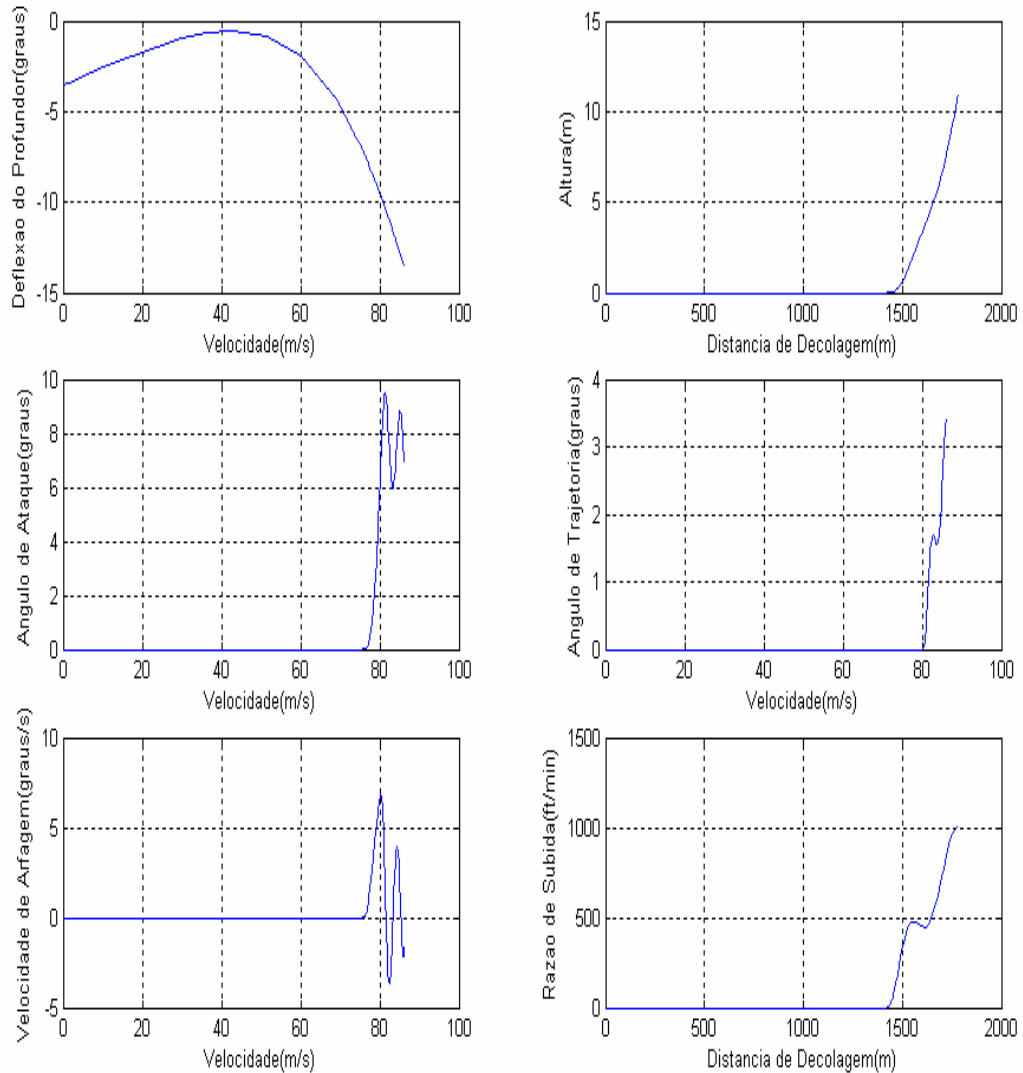 Deflexao do Profundor(graus)
0
-5
-10
-15
0 20 40 60 80 100
Velocidade(m/s)
Altura(m)
15
10
5
0
0 500 1000 1500 2000
Distancia de Decolagem(m)
Angulo de Ataque(graus)
10
8
6
4
2
0
0 20 40 60 80 100
Velocidade(m/s)
Angulo de Trajetoria(graus)
4
3
2
1
0
0 20 40 60 80 100
Velocidade(m/s)
Velocidade de Arfagem(graus/s)
10
5
0
-5
0 20 40 60 80 100
Velocidade(m/s)
Razao de Subida(ft/min)
1500
1000
500
0
0 500 1000 1500 2000
Distancia de Decolagem(m)